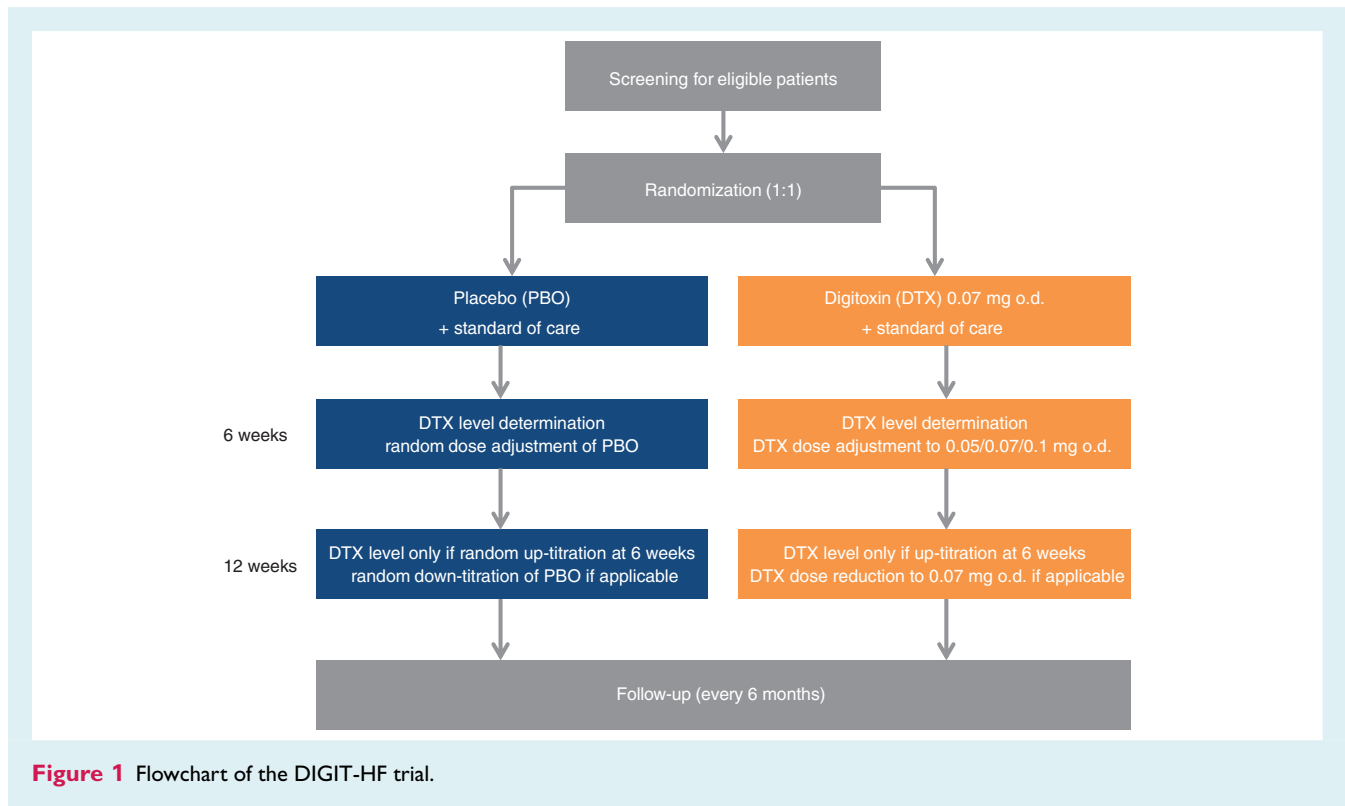 Screening for eligible patients
Randomization (1:1)
Placebo (PBO)
+ standard of care
Digitoxin (DTX) 0.07 mg o.d.
+ standard of care
6 weeks
DTX level determination
random dose adjustment of PBO
DTX level determination
DTX dose adjustment to 0.05/0.07/0.1 mg o.d.
12 weeks
DTX level only if random up-titration at 6 weeks
random down-titration of PBO if applicable
DTX level only if up-titration at 6 weeks
DTX dose reduction to 0.07 mg o.d. if applicable
Follow-up (every 6 months)
Figure 1 Flowchart of the DIGIT-HF trial.